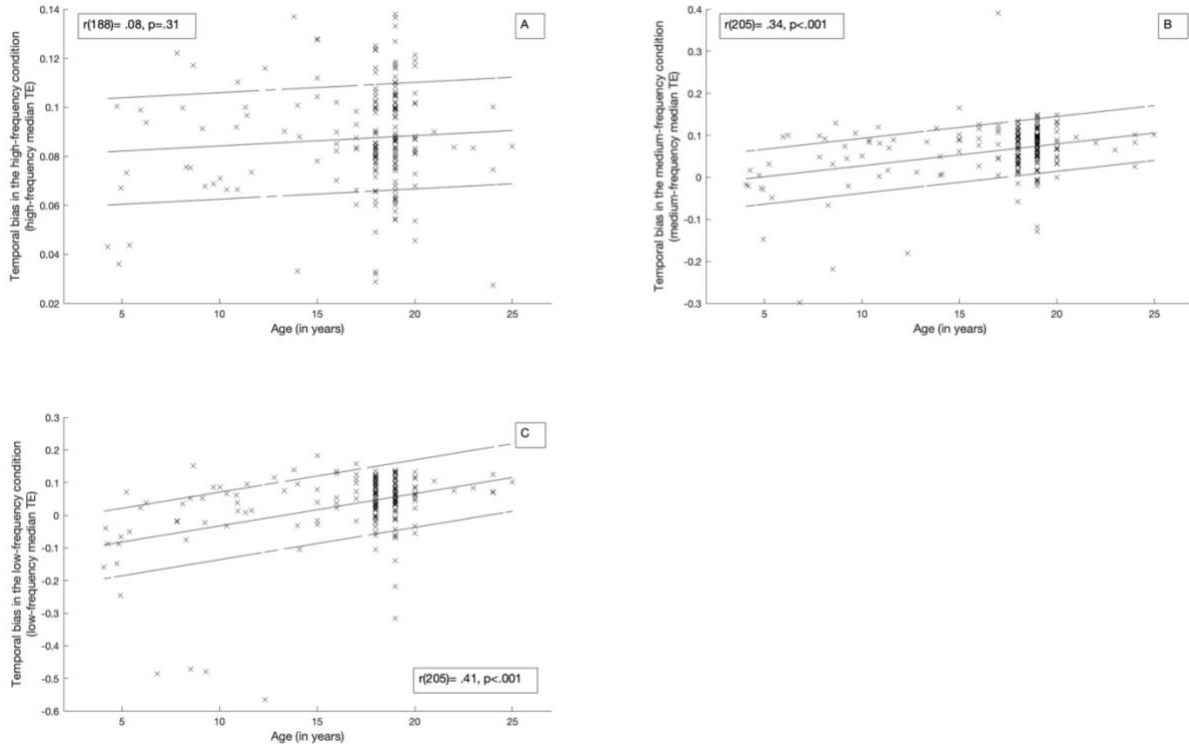 r(188)= .08, p=.31
A
0.14
0.12
0.1
0.08
0.06
0.04
0.02
5 10 15 20 25
Age (in years)
Temporal bias in the high-frequency condition
(high-frequency median TE)
r(205)= .34, p<.001
B
0.4
0.3
0.2
0.1
0
-0.1
-0.2
-0.3
5 10 15 20 25
Age (in years)
Temporal bias in the medium-frequency condition
(medium-frequency median TE)
C
0.3
0.2
0.1
0
-0.1
-0.2
-0.3
-0.4
-0.5
-0.6
5 10 15 20 25
Age (in years)
Temporal bias in the low-frequency condition
(low-frequency median TE)
r(205)= .41, p<.001